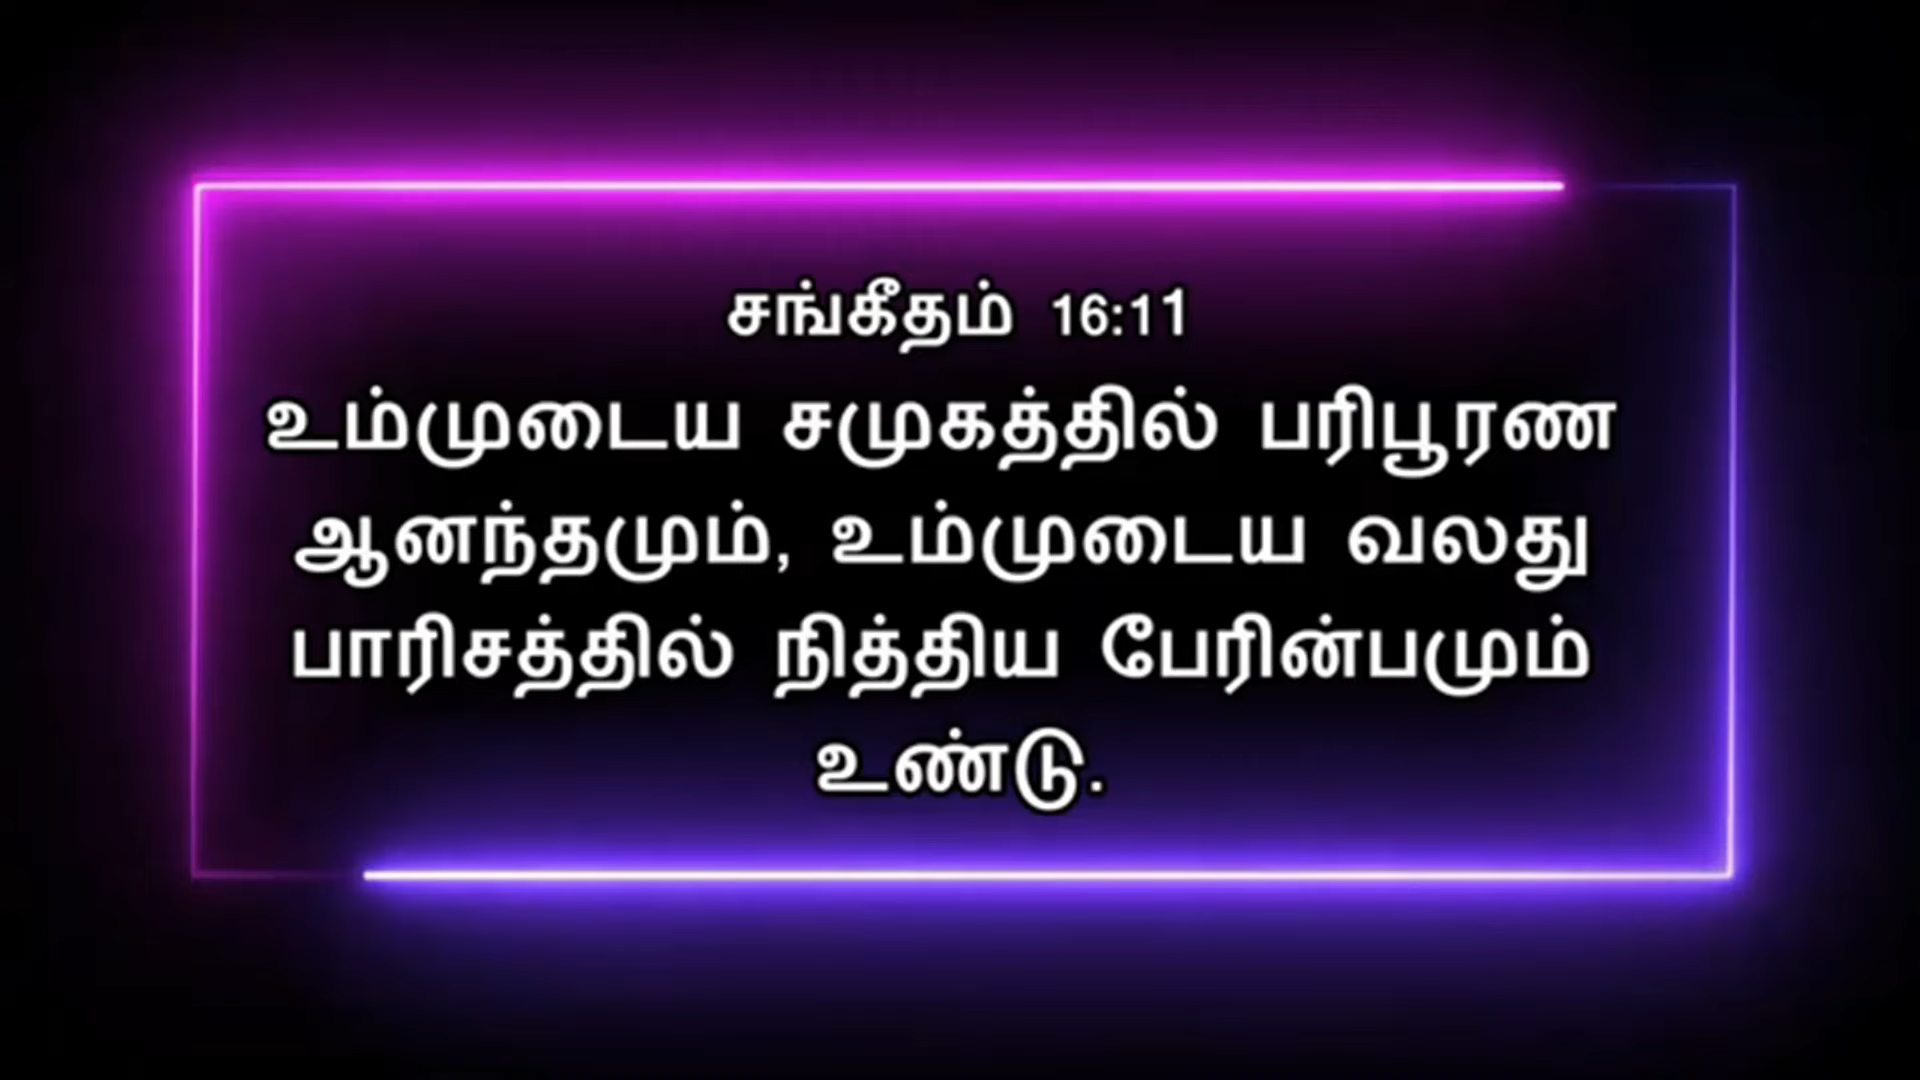 சங்கீதம் 16:11
உம்முடைய சமுகத்தில் பரிபூரண
ஆனந்தமும், உம்முடைய வலது
பாரிசத்தில் நித்திய பேரின்பமும்
உண்டு.